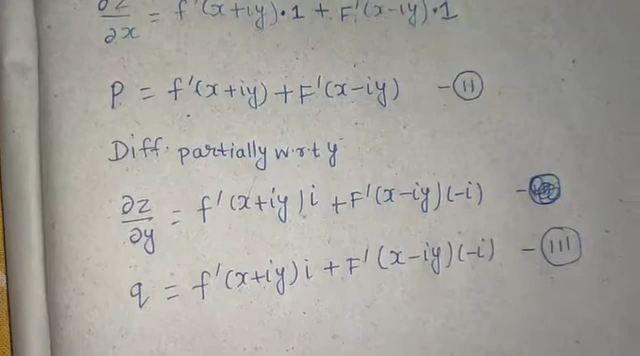 ∂z/∂x = f'(x+iy)·1 + F'(x-iy)·1
P = f'(x+iy) + F'(x-iy) - (II)
Diff. partially w.r.t y
∂z/∂y = f'(x+iy)i + F'(x-iy)(-i) -
q = f'(x+iy)i + F'(x-iy)(-i) - (III)